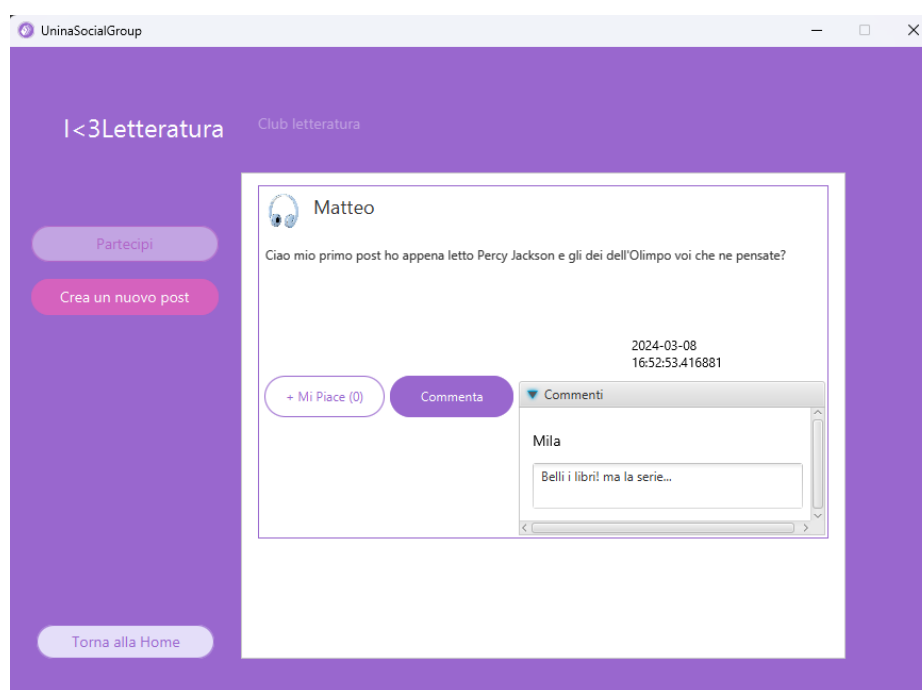 UninaSocialGroup
I<3Letteratura
Club letteratura
Partecipi
Crea un nuovo post
Matteo
Ciao mio primo post ho appena letto Percy Jackson e gli dei dell'Olimpo voi che ne pensate?
2024-03-08
16:52:53.416881
+ Mi Piace (0)
Commenta
Commenti
Mila
Belli i libri! ma la serie...
Torna alla Home